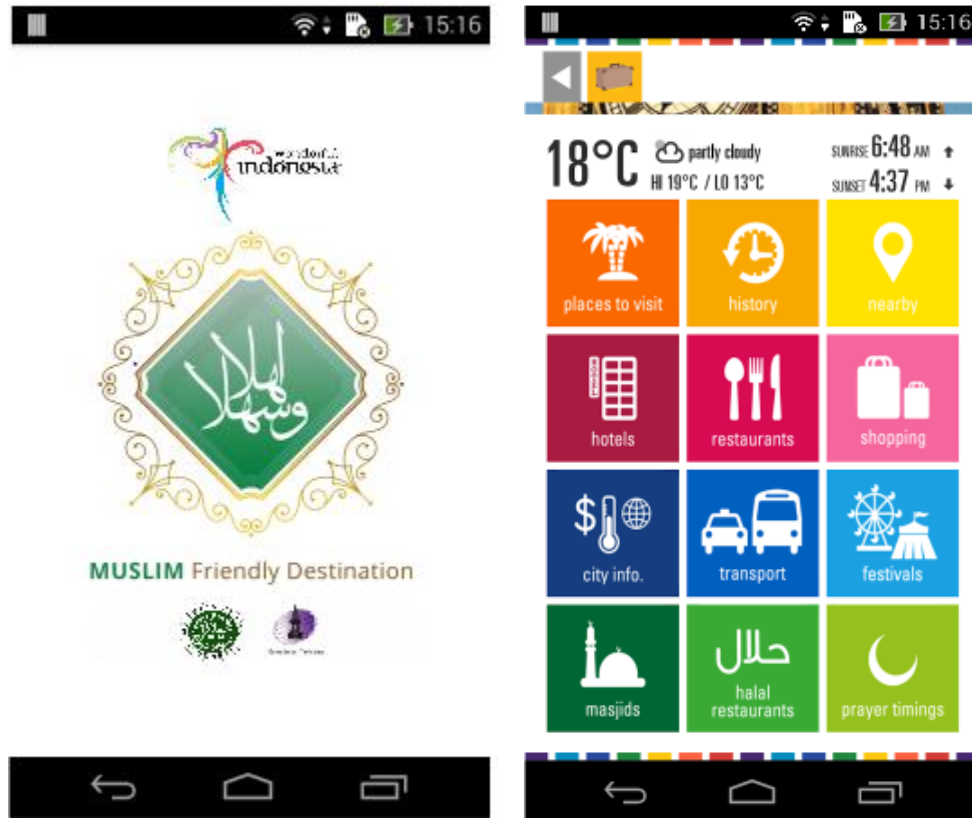 15:16
wonderful
indonesia
أهلا
وسهلا
MUSLIM Friendly Destination
15:16
18°C
partly cloudy
HI 19°C / LO 13°C
SUNRISE 6:48 AM
SUNSET 4:37 PM
places to visit
history
nearby
hotels
restaurants
shopping
$
city info.
transport
festivals
masjids
حلال
halal
restaurants
prayer timings